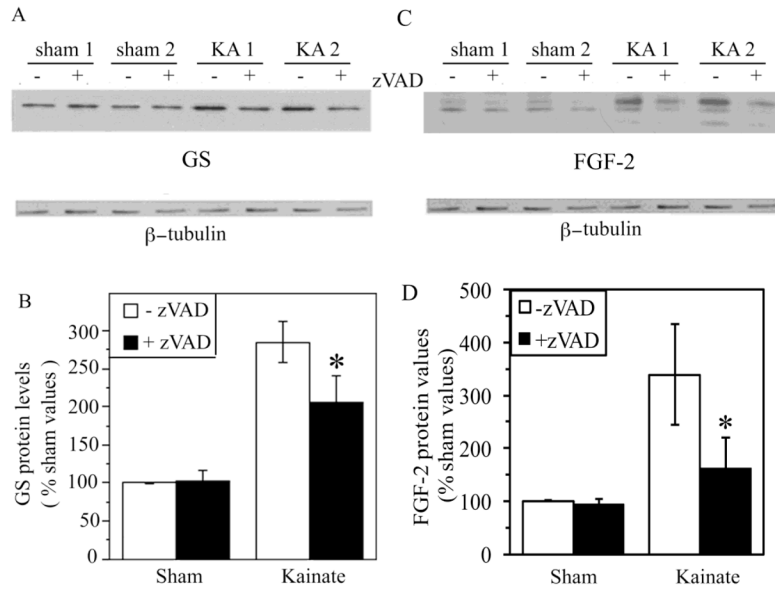 A
sham 1 sham 2 KA 1 KA 2
- + - + - + - +
GS
β-tubulin
C
sham 1 sham 2 KA 1 KA 2
zVAD - + - + - + - +
FGF-2
β-tubulin
B
- zVAD
+ zVAD
GS protein levels
( % sham values )
300
250
200
150
100
50
0
*
Sham Kainate
D
-zVAD
+zVAD
FGF-2 protein values
(% sham values)
500
400
300
200
100
0
*
Sham Kainate